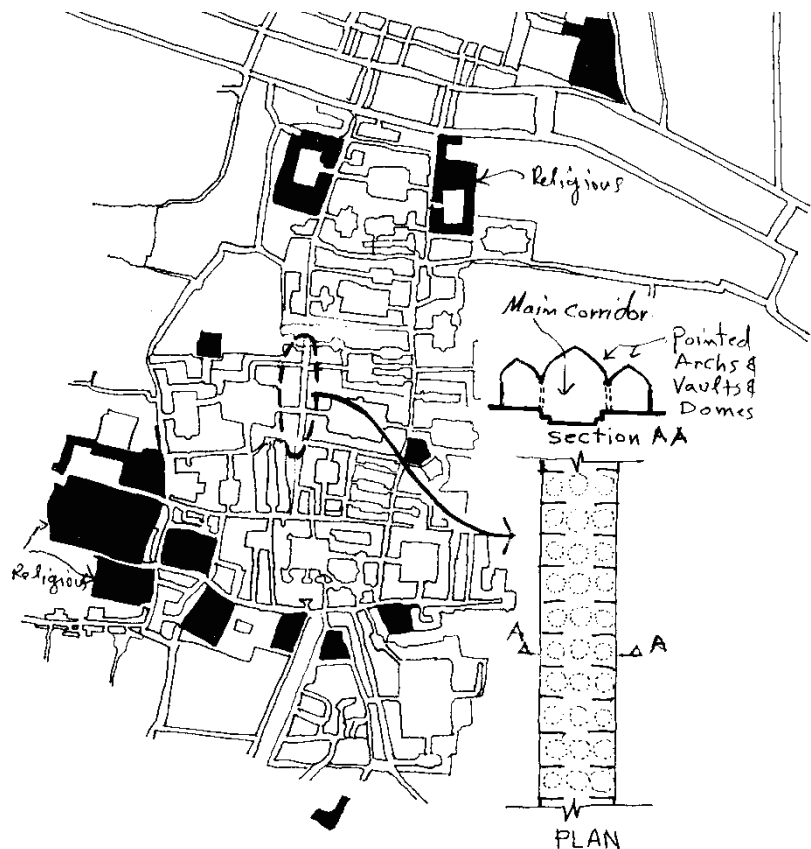 Religious
Main corridor
Pointed
Archs &
Vaults &
Domes
section AA
Religious
A
A
PLAN